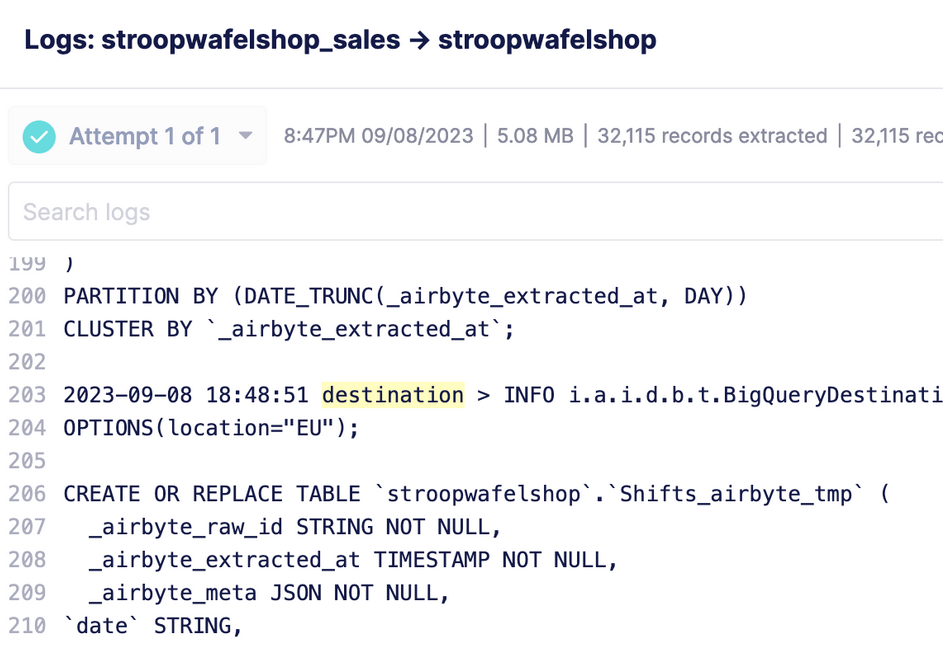 Logs: stroopwafelshop_sales → stroopwafelshop
Attempt 1 of 1 8:47PM 09/08/2023 | 5.08 MB | 32,115 records extracted | 32,115
Search logs
199 )
200 PARTITION BY (DATE_TRUNC(_airbyte_extracted_at, DAY))
201 CLUSTER BY `_airbyte_extracted_at`;
202
203 2023-09-08 18:48:51 destination > INFO i.a.i.d.b.t.BigQueryDestinati
204 OPTIONS(location="EU");
205
206 CREATE OR REPLACE TABLE `stroopwafelshop`.`Shifts_airbyte_tmp` (
207 _airbyte_raw_id STRING NOT NULL,
208 _airbyte_extracted_at TIMESTAMP NOT NULL,
209 _airbyte_meta JSON NOT NULL,
210 `date` STRING,